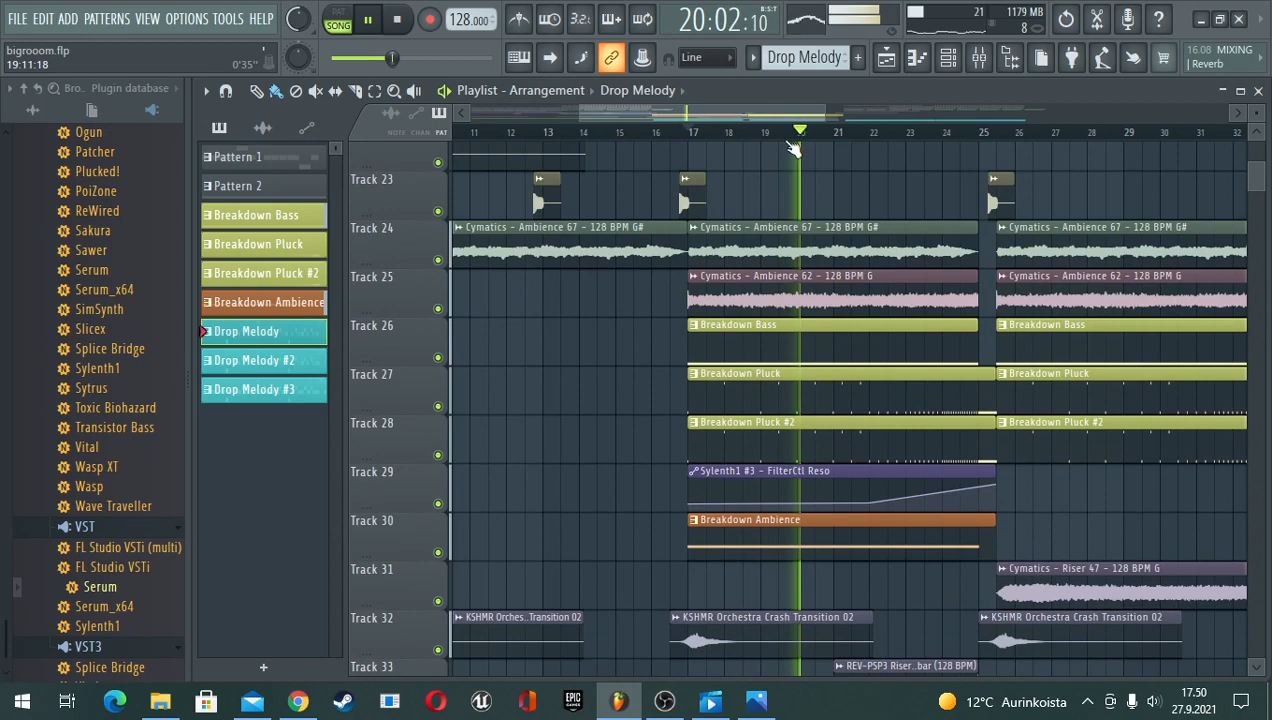 FILE EDIT ADD PATTERNS VIEW OPTIONS TOOLS HELP
PAT
SONG
128.000
3.2
20:02:10
B:S:T
21
1179 MB
8
bigrooom.flp
19:11:18
0'35"
Line
Drop Melody
16.08 MIXING
| Reverb
Bro..
Plugin database
Playlist - Arrangement
Drop Melody
NOTE
CHAN
PAT
11
12
13
14
15
16
17
18
19
21
22
23
24
25
26
27
28
29
30
31
32
Ogun
Patcher
Plucked!
PoiZone
ReWired
Sakura
Sawer
Serum
Serum_x64
SimSynth
Slicex
Splice Bridge
Sylenth1
Sytrus
Toxic Biohazard
Transistor Bass
Vital
Wasp XT
Wasp
Wave Traveller
VST
FL Studio VSTi (multi)
FL Studio VSTi
Serum
Serum_x64
Sylenth1
VST3
Splice Bridge
Pattern 1
Pattern 2
Breakdown Bass
Breakdown Pluck
Breakdown Pluck #2
Breakdown Ambience
Drop Melody
Drop Melody #2
Drop Melody #3
Track 23
Track 24
Cymatics - Ambience 67 - 128 BPM G#
Cymatics - Ambience 67 - 128 BPM G#
Cymatics - Ambience 67 - 128 BPM G#
Track 25
Cymatics - Ambience 62 - 128 BPM G
Cymatics - Ambience 62 - 128 BPM G
Track 26
Breakdown Bass
Breakdown Bass
Track 27
Breakdown Pluck
Breakdown Pluck
Track 28
Breakdown Pluck #2
Breakdown Pluck #2
Track 29
Sylenth1 #3 - FilterCtl Reso
Track 30
Breakdown Ambience
Track 31
Cymatics - Riser 47 - 128 BPM G
Track 32
KSHMR Orches..Transition 02
KSHMR Orchestra Crash Transition 02
KSHMR Orchestra Crash Transition 02
Track 33
REV-PSP3 Riser..bar (128 BPM)
12°C Aurinkoista
17.50
27.9.2021